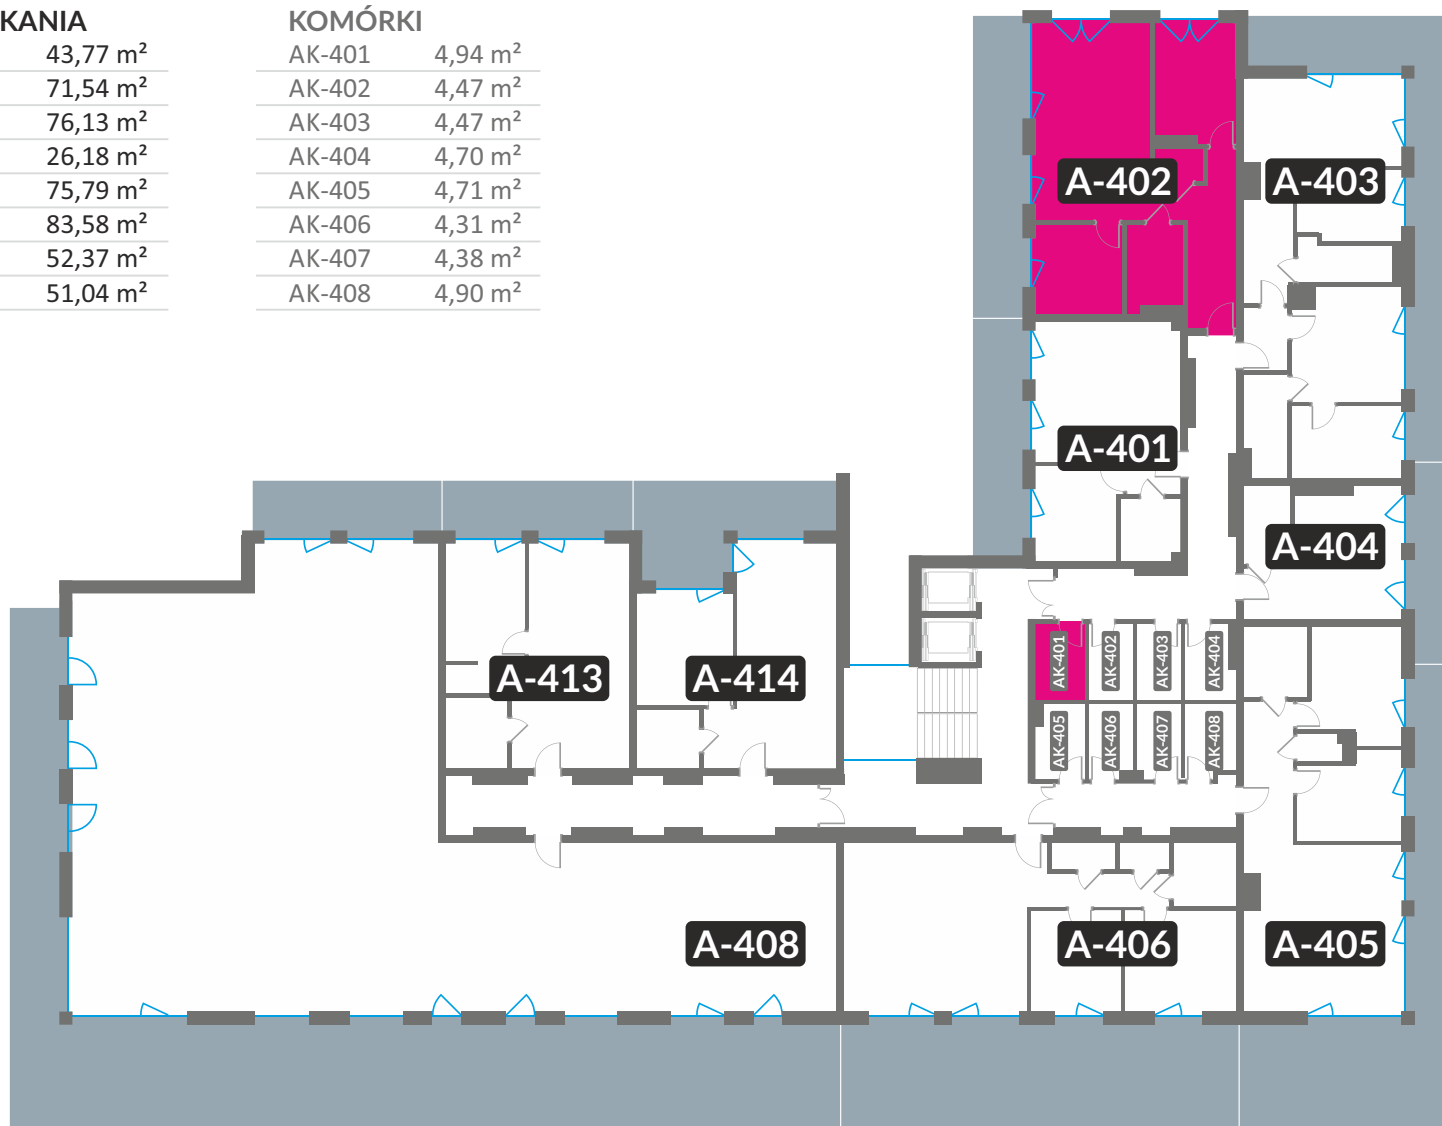 KANIA
43,77 m²
71,54 m²
76,13 m²
26,18 m²
75,79 m²
83,58 m²
52,37 m²
51,04 m²
KOMÓRKI
AK-401 4,94 m²
AK-402 4,47 m²
AK-403 4,47 m²
AK-404 4,70 m²
AK-405 4,71 m²
AK-406 4,31 m²
AK-407 4,38 m²
AK-408 4,90 m²
A-402
A-403
A-401
A-404
A-413
A-414
AK-401
AK-402
AK-403
AK-404
AK-405
AK-406
AK-407
AK-408
A-408
A-406
A-405